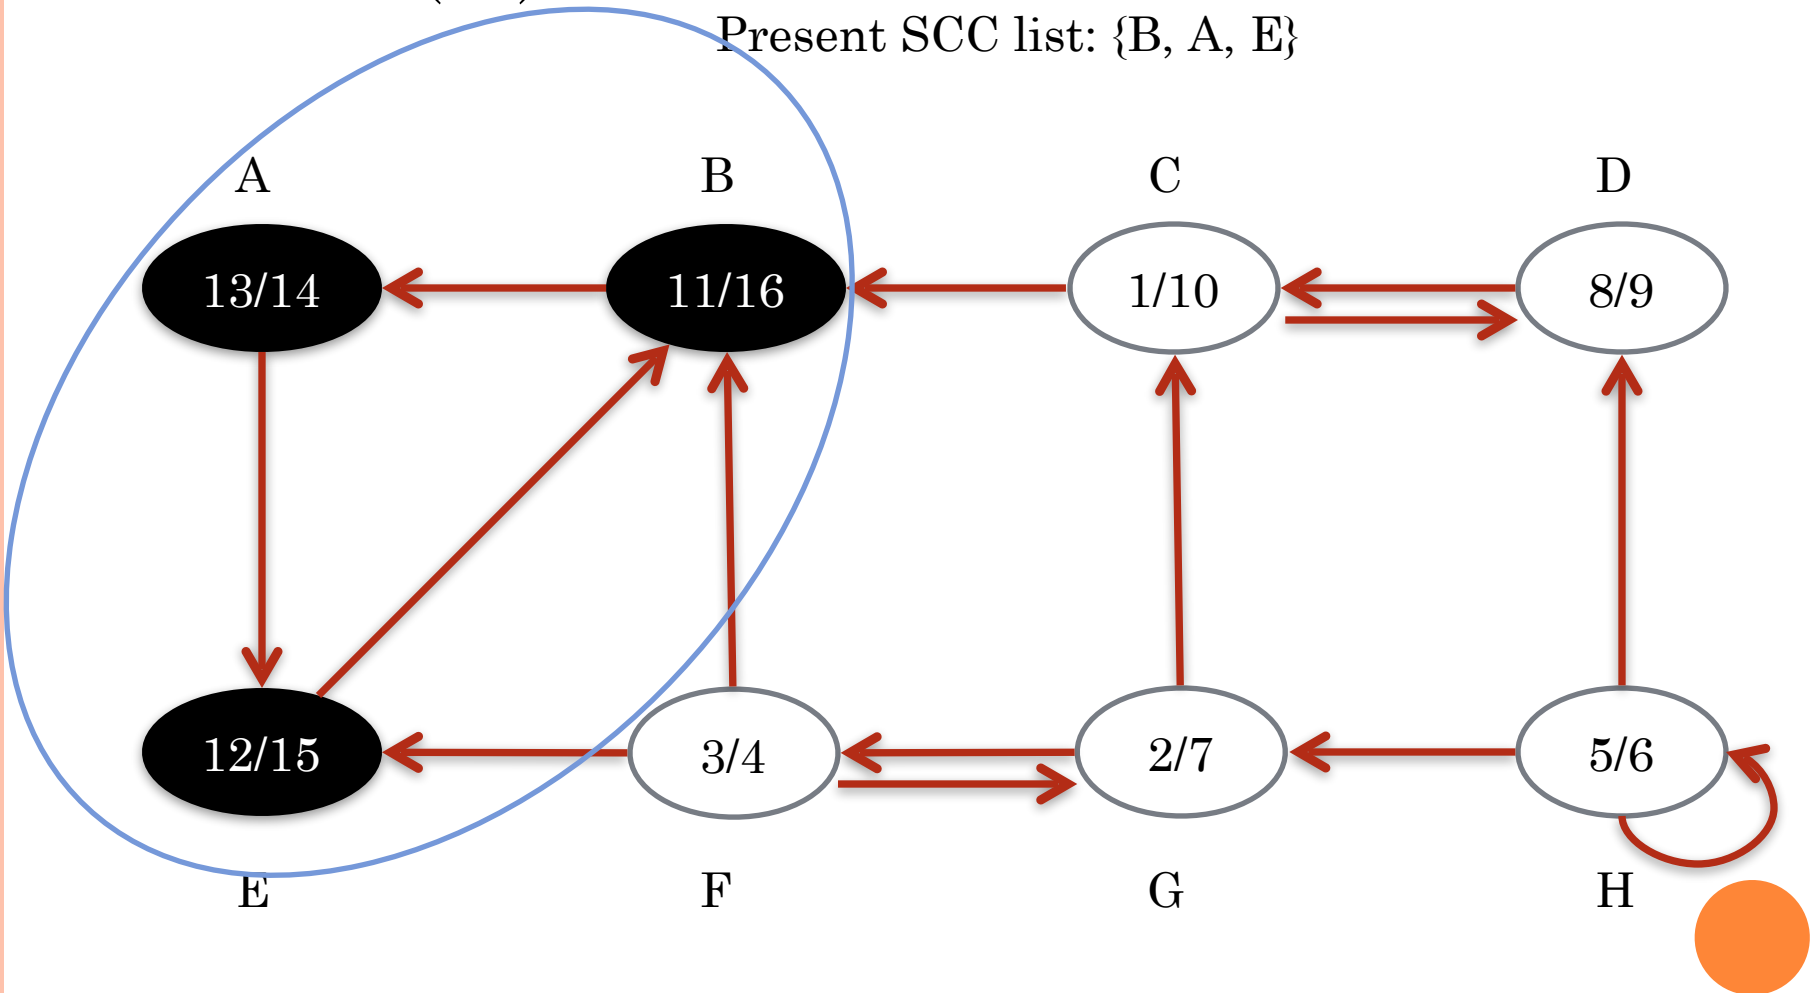 Present SCC list: {B, A, E}
A B C D
13/14 11/16 1/10 8/9
12/15 3/4 2/7 5/6
E F G H